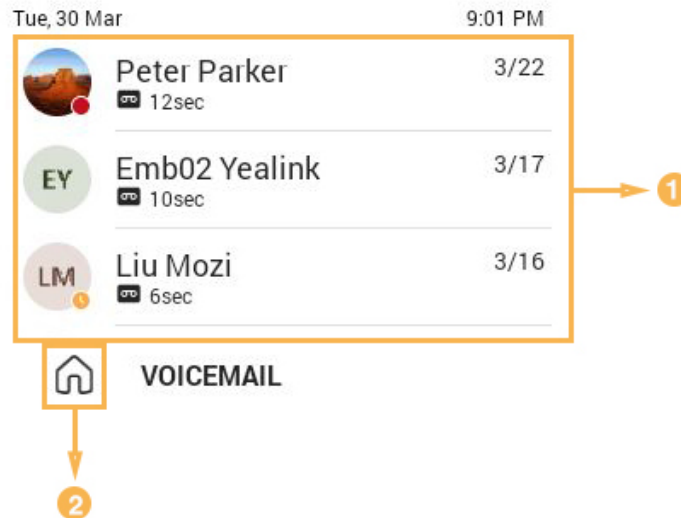 Tue, 30 Mar 9:01 PM
Peter Parker 3/22
12sec
EY Emb02 Yealink 3/17
10sec
1
LM Liu Mozi 3/16
6sec
VOICEMAIL
2